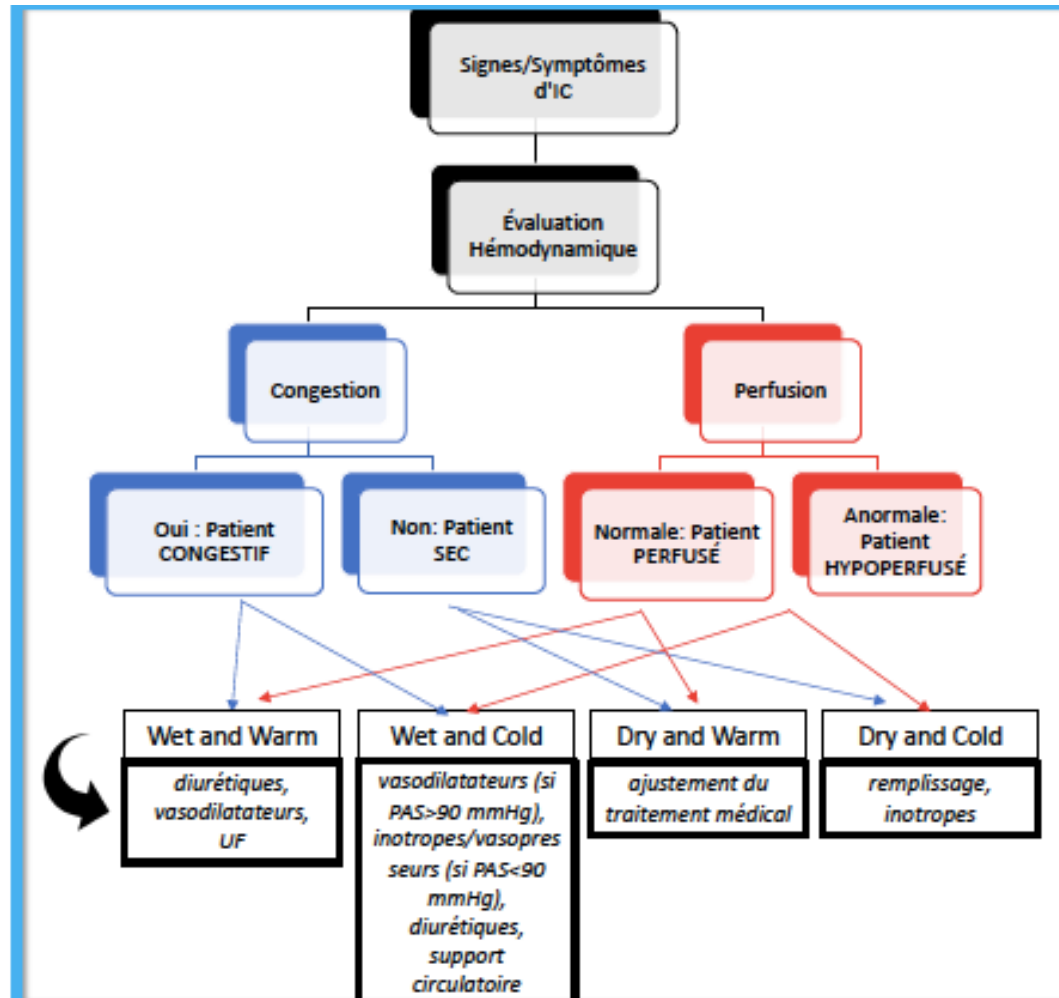 Signes/Symptômes
d'IC
Évaluation
Hémodynamique
Congestion
Perfusion
Oui : Patient
CONGESTIF
Non: Patient
SEC
Normale: Patient
PERFUSÉ
Anormale:
Patient
HYPOPERFUSÉ
Wet and Warm
Wet and Cold
Dry and Warm
Dry and Cold
diurétiques,
vasodilatateurs,
UF
vasodilatateurs (si
PAS>90 mmHg),
inotropes/vasopres
seurs (si PAS<90
mmHg),
diurétiques,
support
circulatoire
ajustement du
traitement médical
remplissage,
inotropes